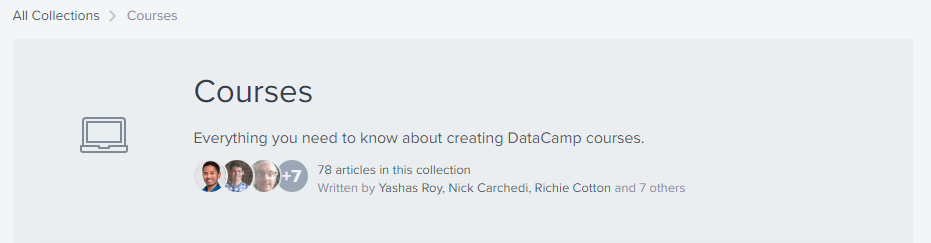 All Collections > Courses
Courses
Everything you need to know about creating DataCamp courses.
+7
78 articles in this collection
Written by Yashas Roy, Nick Carchedi, Richie Cotton and 7 others